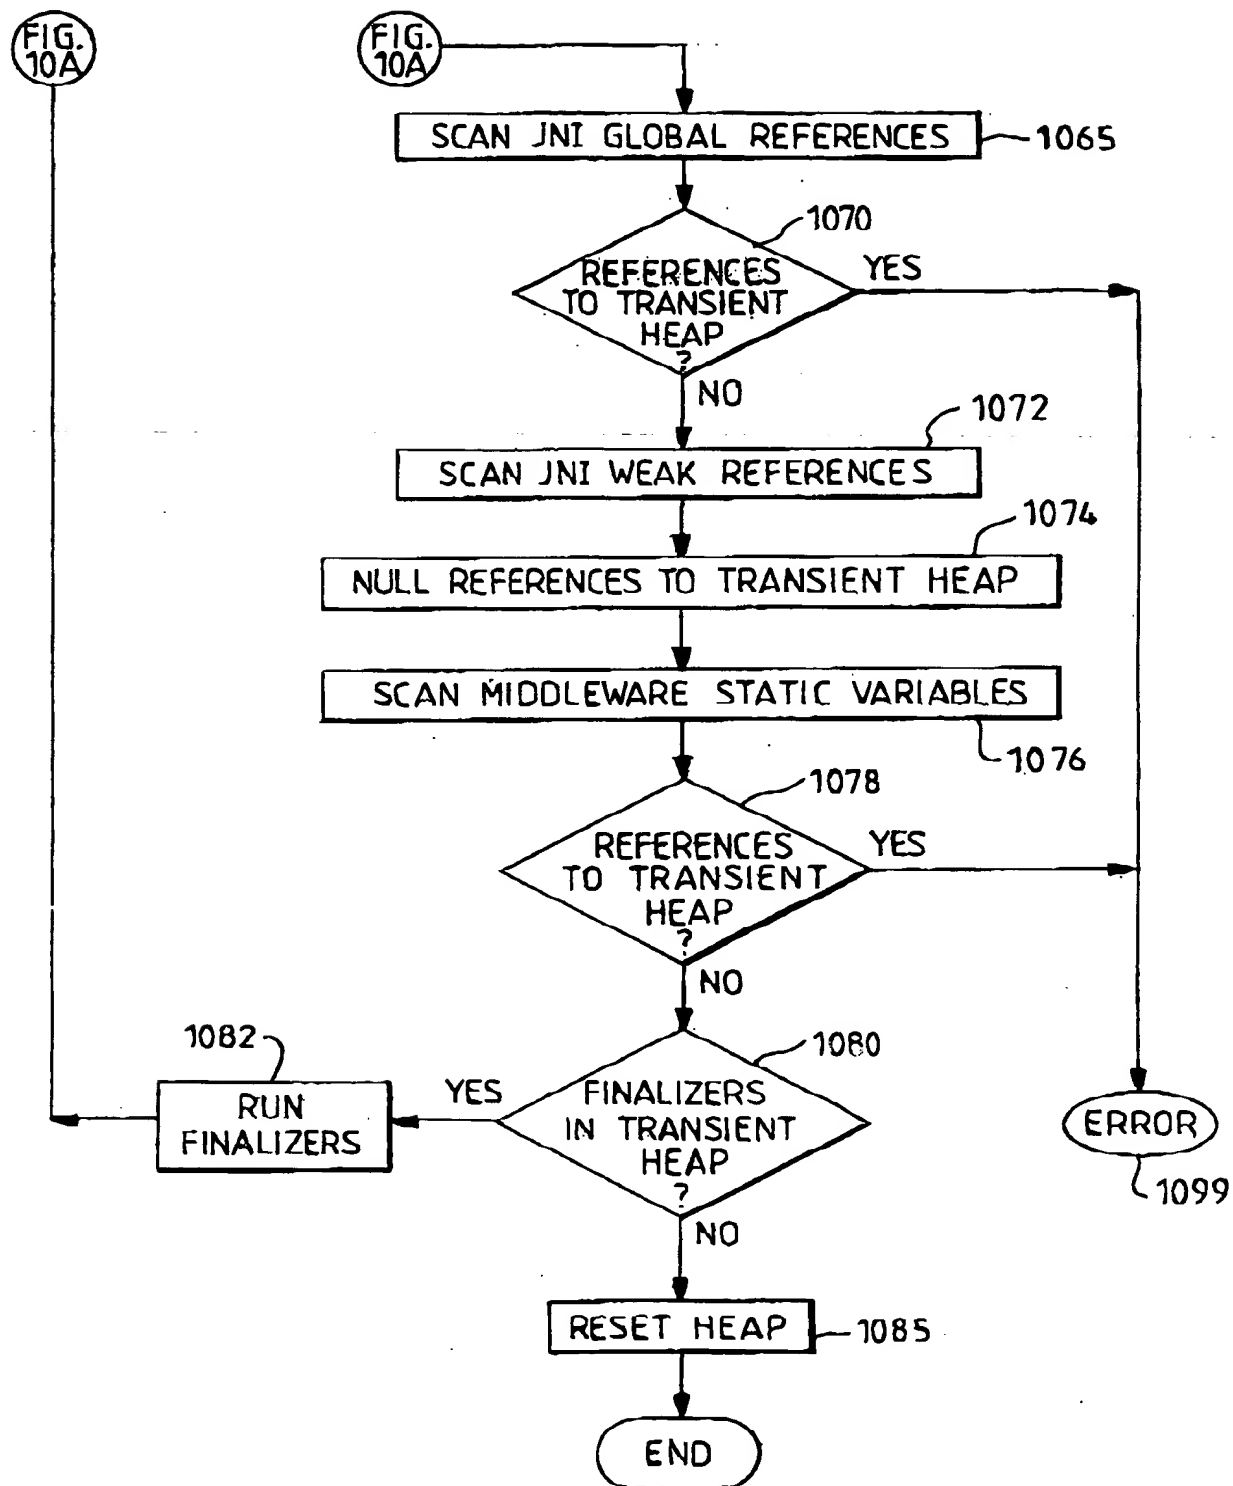 FIG.
10A
FIG.
10A
SCAN JNI GLOBAL REFERENCES
1065
1070
REFERENCES
TO TRANSIENT
HEAP
?
YES
NO
1072
SCAN JNI WEAK REFERENCES
1074
NULL REFERENCES TO TRANSIENT HEAP
SCAN MIDDLEWARE STATIC VARIABLES
1076
1078
REFERENCES
TO TRANSIENT
HEAP
?
YES
NO
1082
RUN
FINALIZERS
YES
1080
FINALIZERS
IN TRANSIENT
HEAP
?
NO
ERROR
1099
RESET HEAP
1085
END